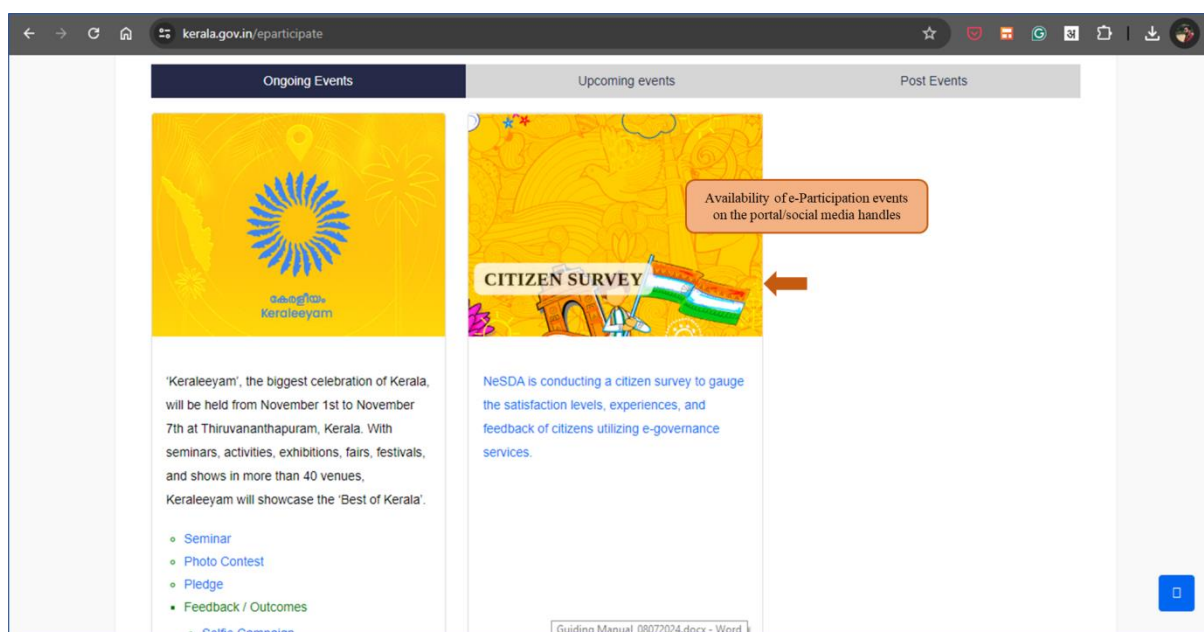 kerala.gov.in/eparticipate
Ongoing Events
Upcoming events
Post Events
കേരളീയം
Keraleeyam
CITIZEN SURVEY
Availability of e-Participation events
on the portal/social media handles
'Keraleeyam', the biggest celebration of Kerala,
will be held from November 1st to November
7th at Thiruvananthapuram, Kerala. With
seminars, activities, exhibitions, fairs, festivals,
and shows in more than 40 venues,
Keraleeyam will showcase the 'Best of Kerala'.
Seminar
Photo Contest
Pledge
Feedback / Outcomes
Selfie Campaign
NeSDA is conducting a citizen survey to gauge
the satisfaction levels, experiences, and
feedback of citizens utilizing e-governance
services.
Guiding Manual_08072024.docx - Word